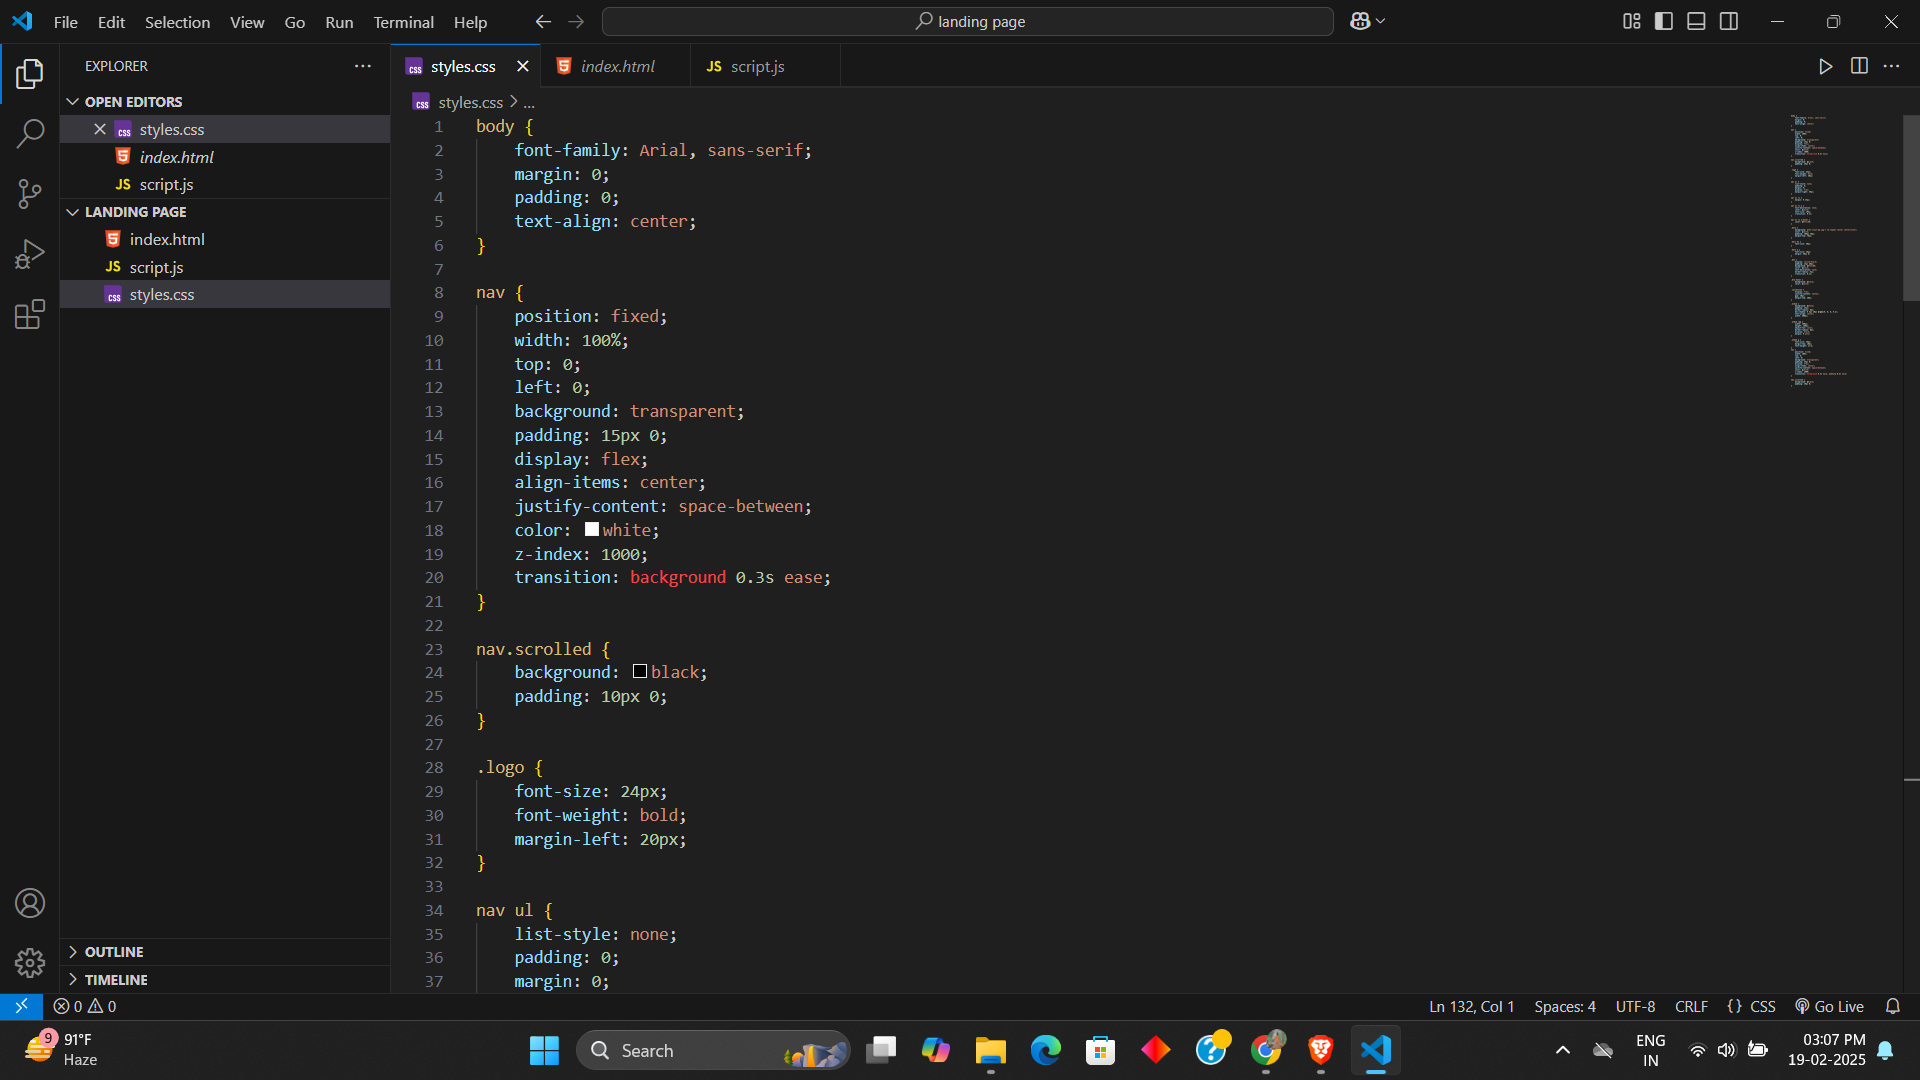 File Edit Selection View Go Run Terminal Help
landing page
EXPLORER
OPEN EDITORS
styles.css
index.html
JS script.js
LANDING PAGE
index.html
JS script.js
styles.css
OUTLINE
TIMELINE
styles.css index.html JS script.js
styles.css > ...
1 body {
2 font-family: Arial, sans-serif;
3 margin: 0;
4 padding: 0;
5 text-align: center;
6 }
7
8 nav {
9 position: fixed;
10 width: 100%;
11 top: 0;
12 left: 0;
13 background: transparent;
14 padding: 15px 0;
15 display: flex;
16 align-items: center;
17 justify-content: space-between;
18 color: white;
19 z-index: 1000;
20 transition: background 0.3s ease;
21 }
22
23 nav.scrolled {
24 background: black;
25 padding: 10px 0;
26 }
27
28 .logo {
29 font-size: 24px;
30 font-weight: bold;
31 margin-left: 20px;
32 }
33
34 nav ul {
35 list-style: none;
36 padding: 0;
37 margin: 0;
0 0 Ln 132, Col 1 Spaces: 4 UTF-8 CRLF {} CSS Go Live
9 91°F
Haze
Search
ENG
IN
03:07 PM
19-02-2025